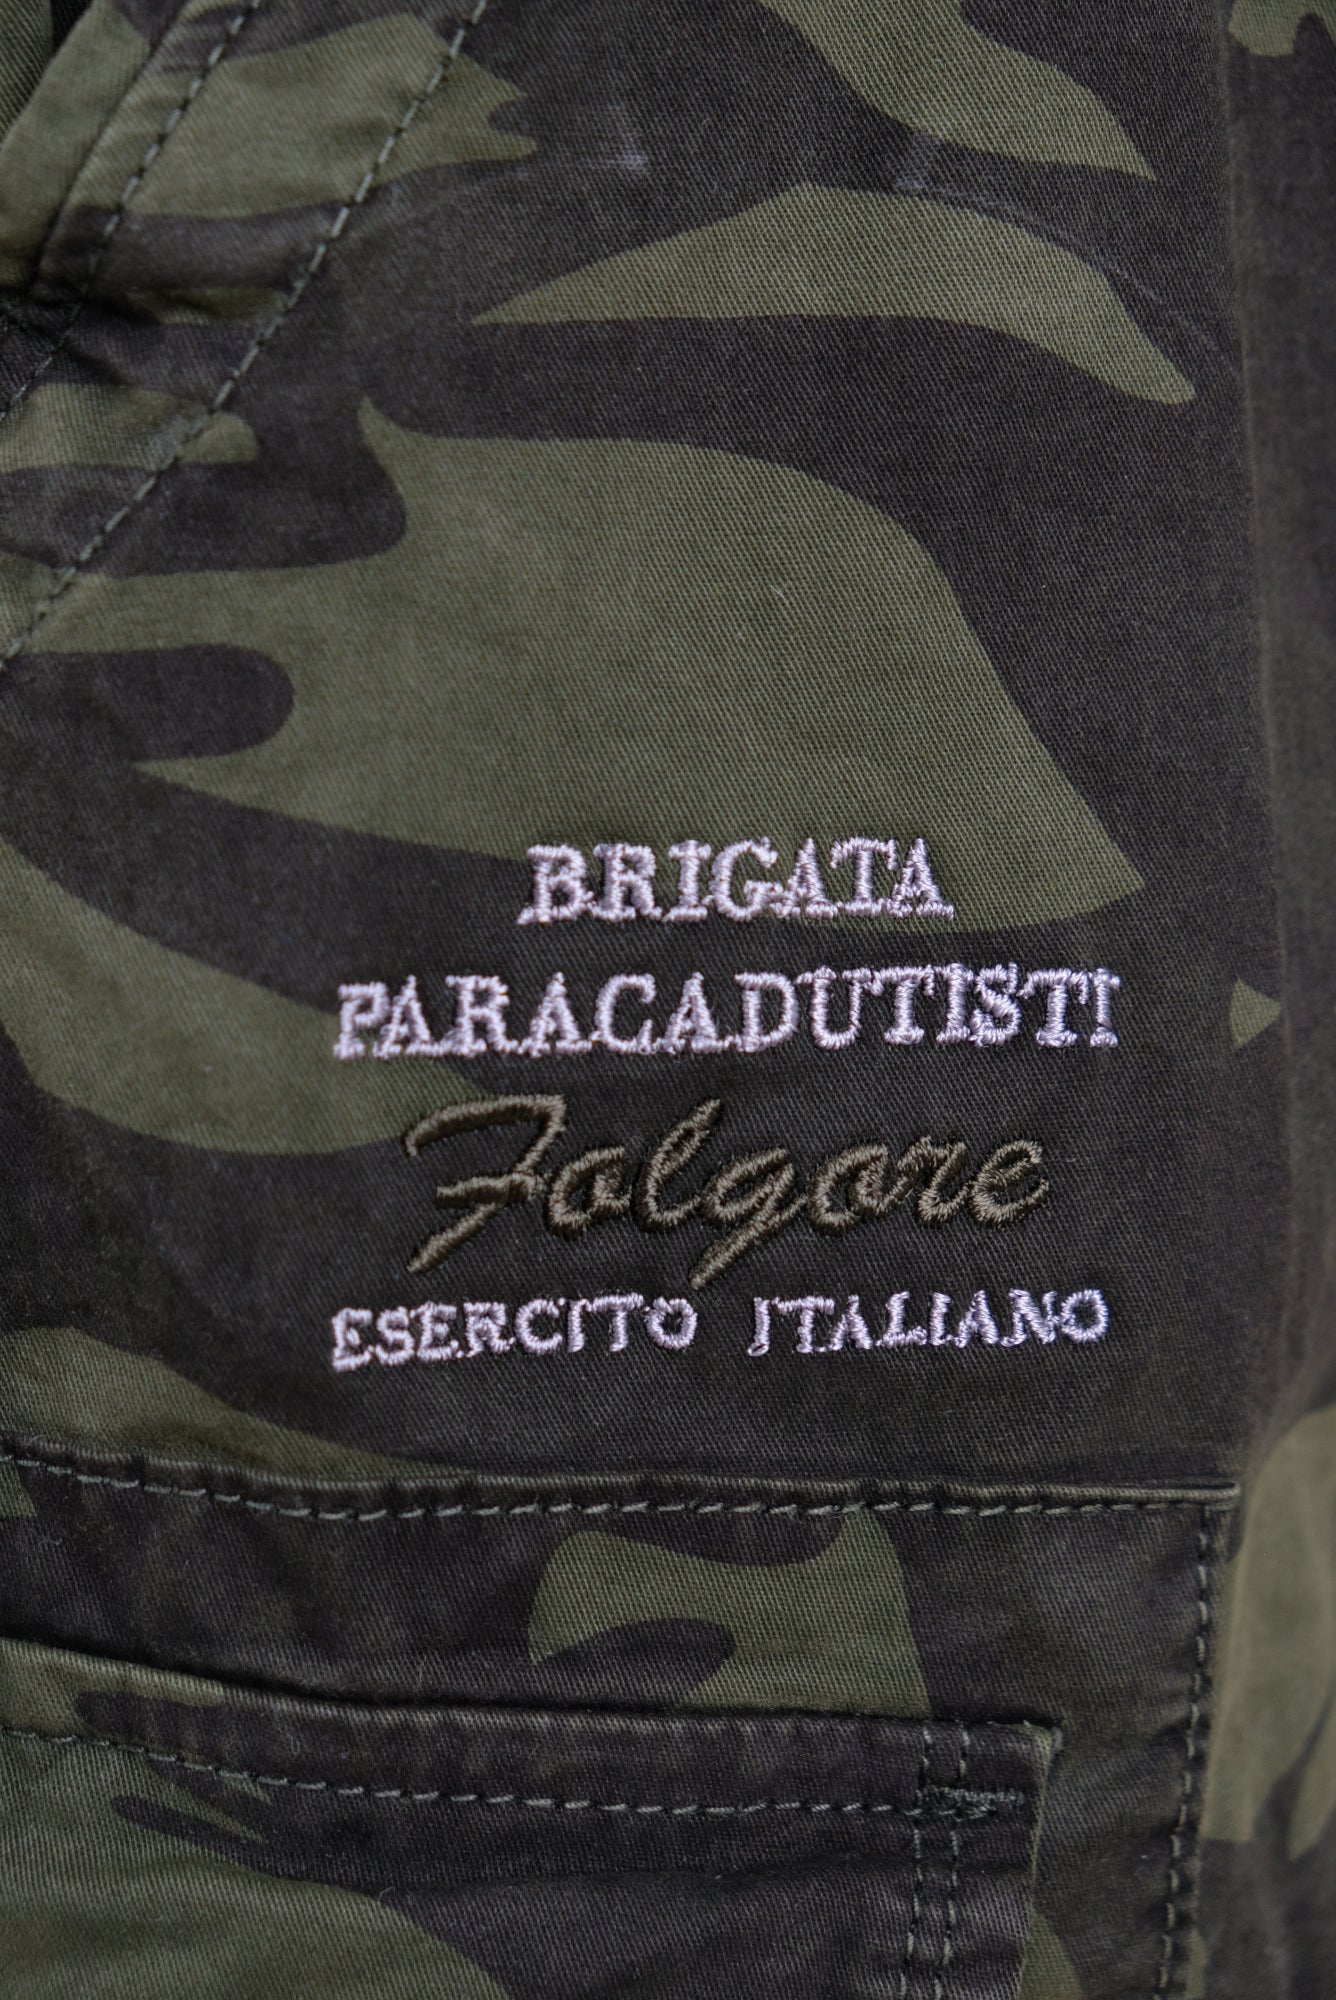 BRIGATA
PARACADUTISTI
Folgore
ESERCITO ITALIANO